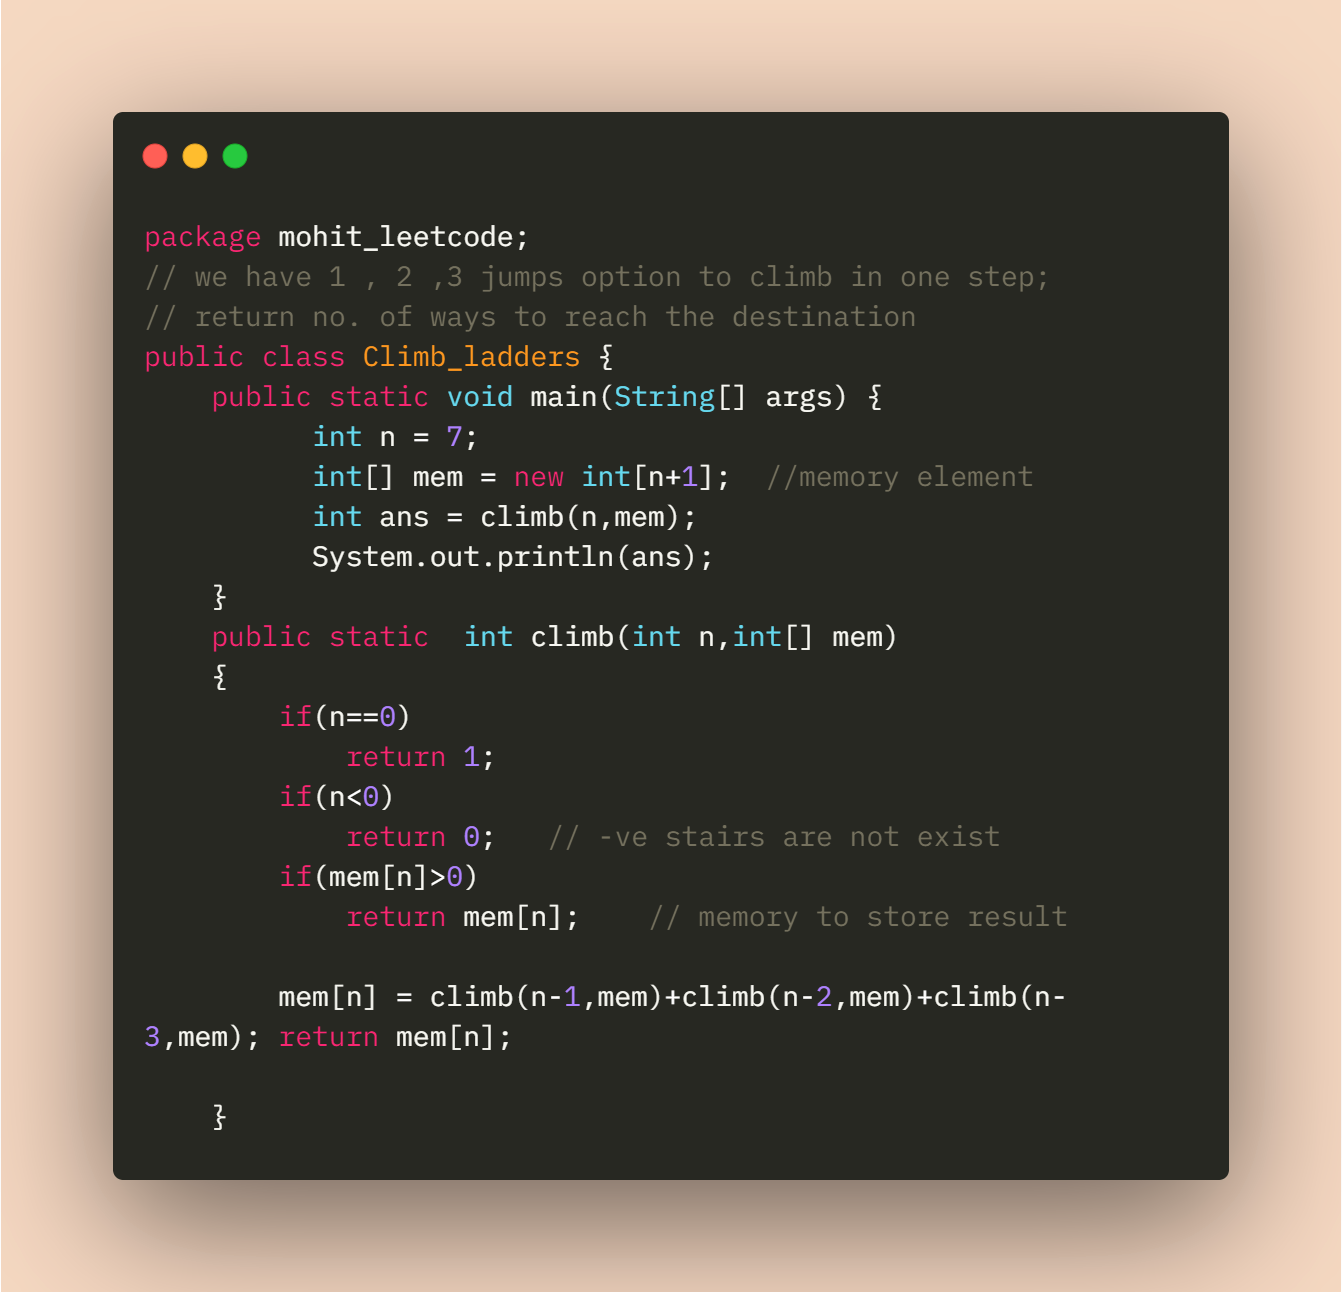 package mohit_leetcode;
// we have 1 , 2 ,3 jumps option to climb in one step;
// return no. of ways to reach the destination
public class Climb_ladders {
    public static void main(String[] args) {
          int n = 7;
          int[] mem = new int[n+1];  //memory element
          int ans = climb(n,mem);
          System.out.println(ans);
    }
    public static  int climb(int n,int[] mem)
    {
        if(n==0)
            return 1;
        if(n<0)
            return 0;   // -ve stairs are not exist
        if(mem[n]>0)
            return mem[n];    // memory to store result
        mem[n] = climb(n-1,mem)+climb(n-2,mem)+climb(n-
3,mem); return mem[n];
    }